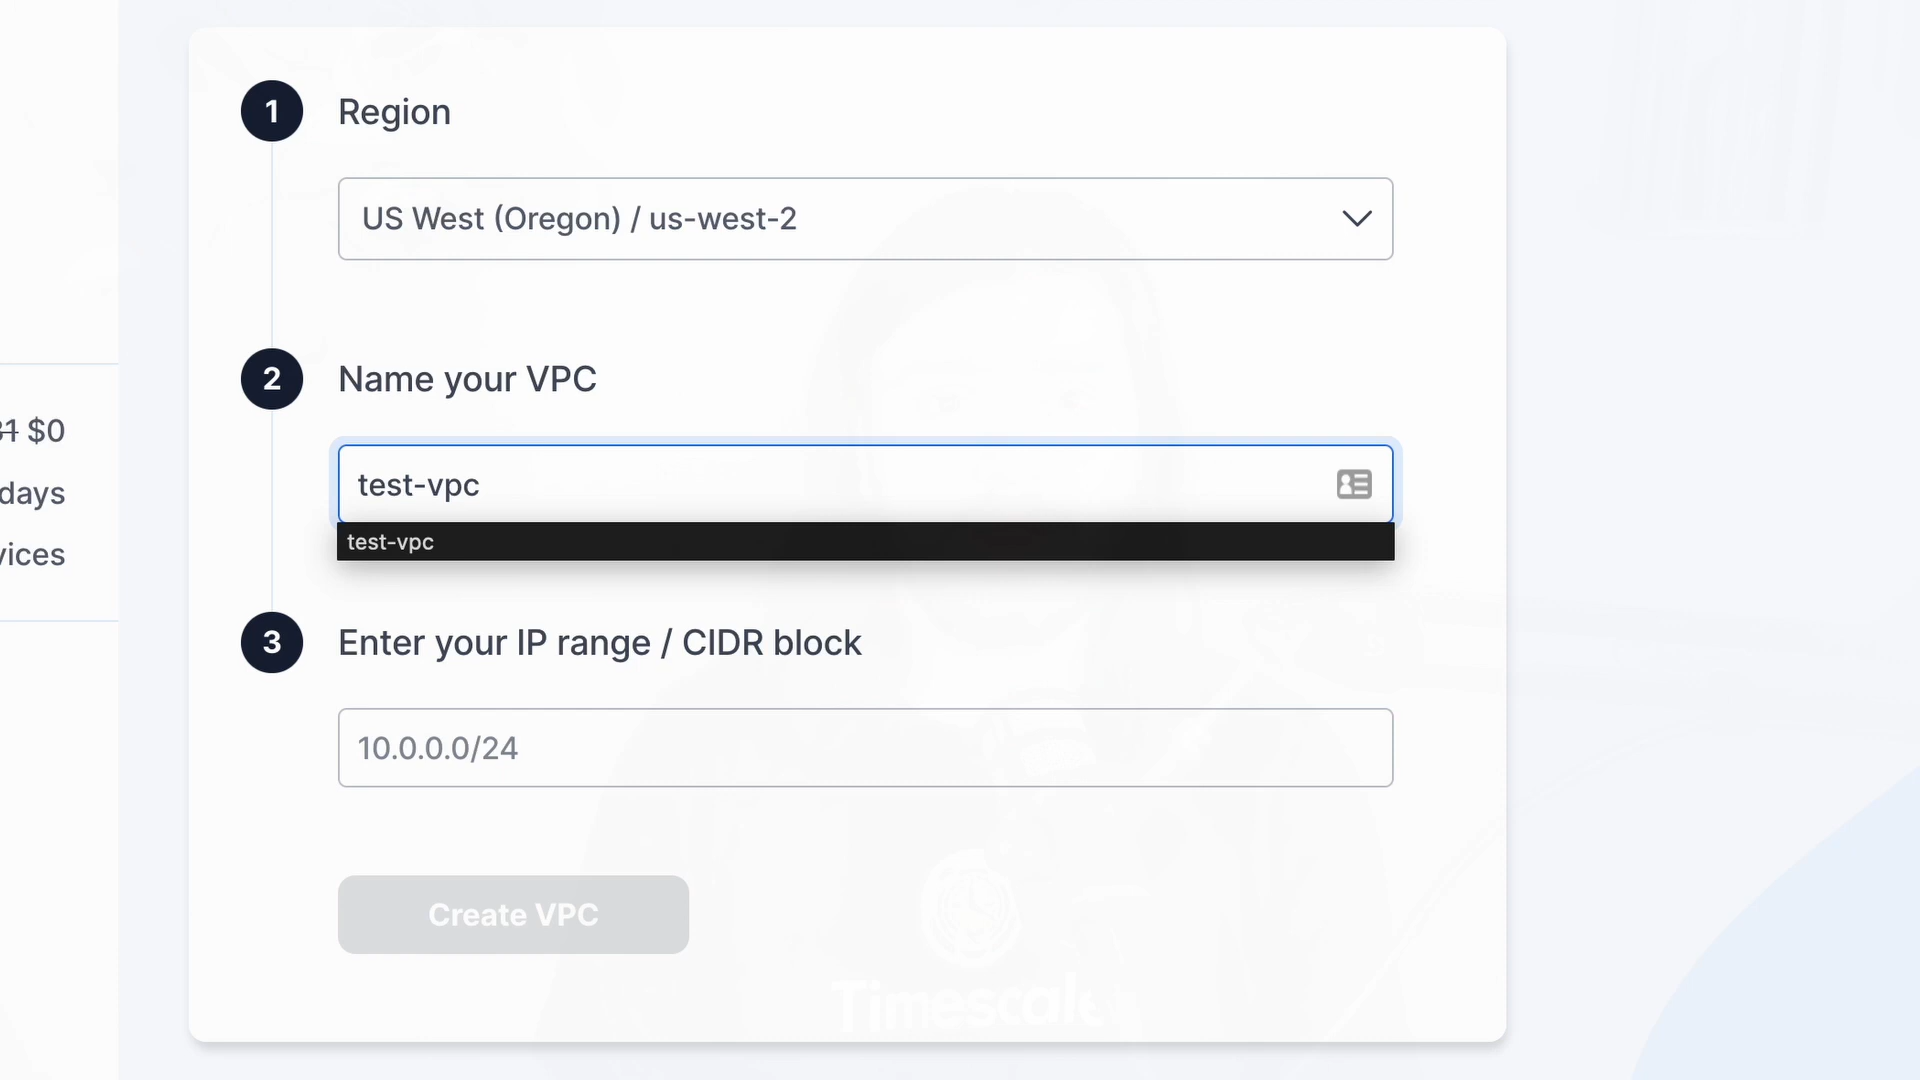 1 Region
US West (Oregon) / us-west-2
2 Name your VPC
$0
days
test-vpc
test-vpc
3 Enter your IP range / CIDR block
10.0.0.0/24
Create VPC
Timescale